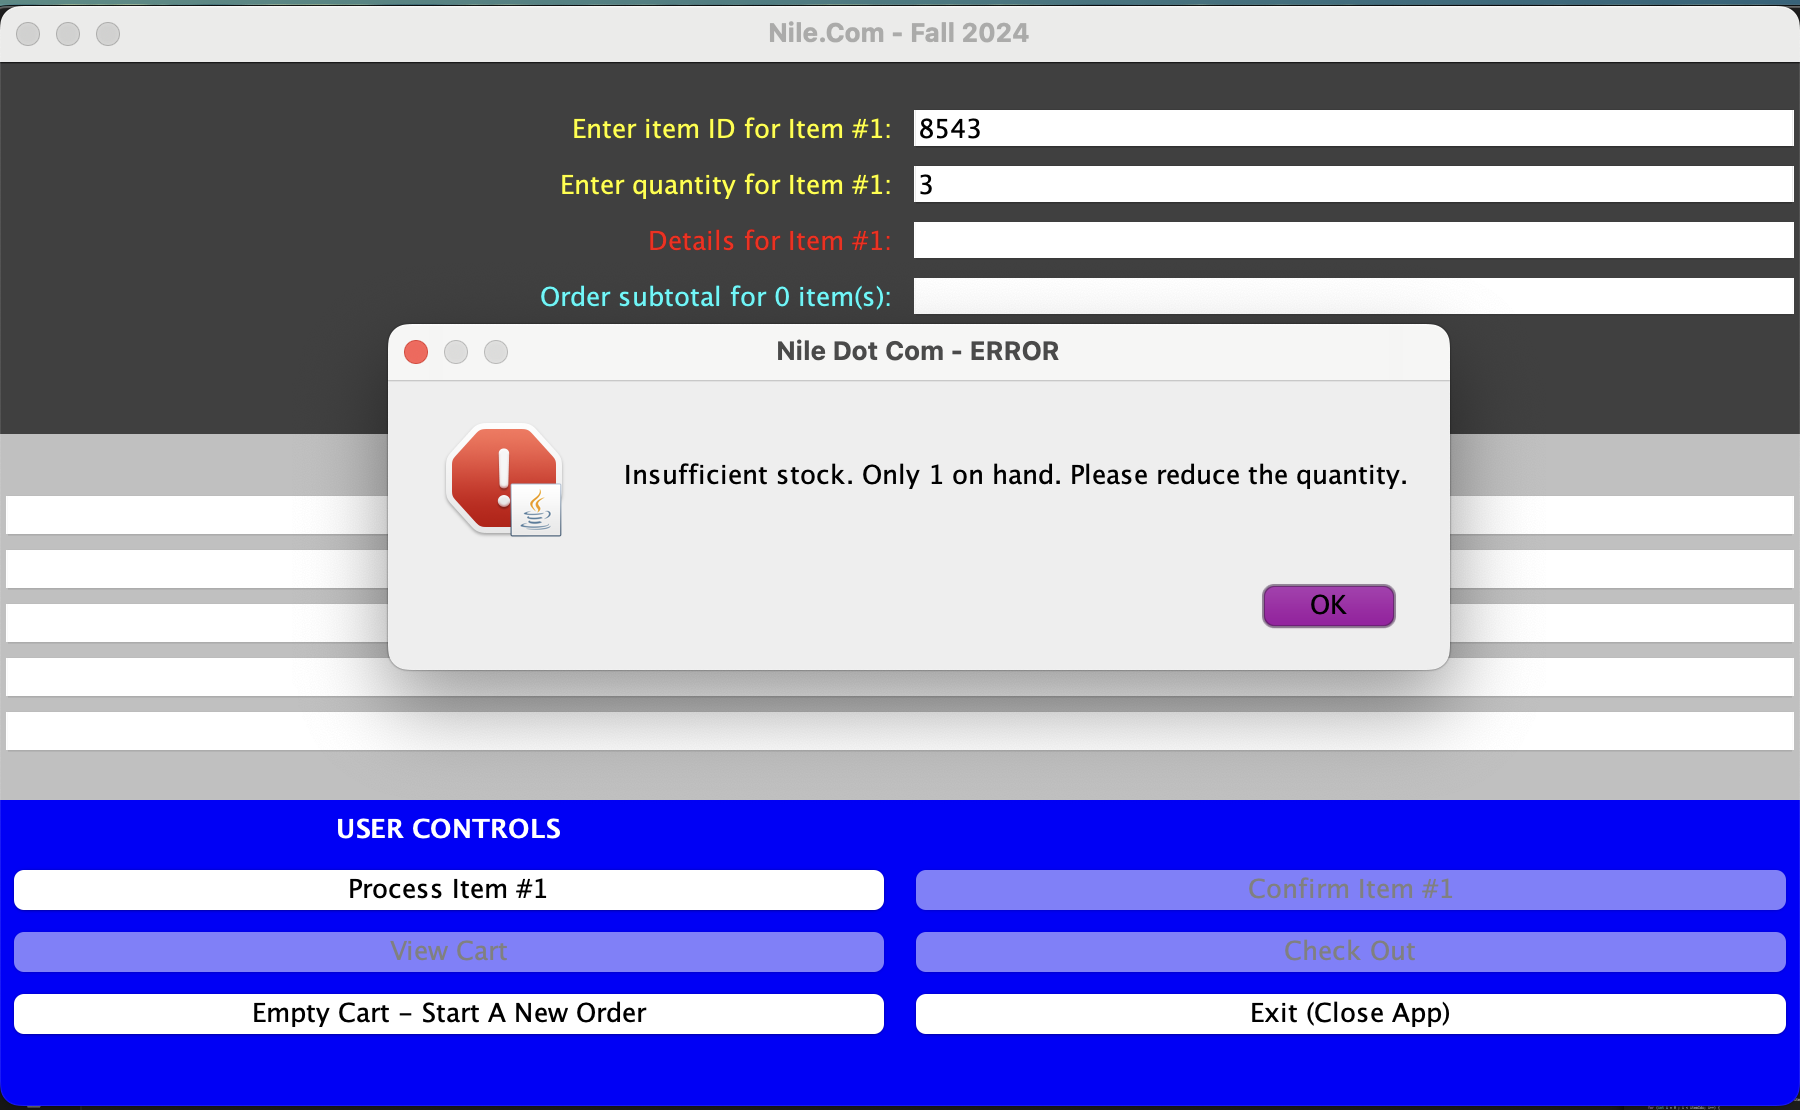 Nile.Com - Fall 2024
Enter item ID for Item #1: 8543
Enter quantity for Item #1: 3
Details for Item #1:
Order subtotal for 0 item(s):
Nile Dot Com - ERROR
Insufficient stock. Only 1 on hand. Please reduce the quantity.
OK
USER CONTROLS
Process Item #1
Confirm Item #1
View Cart
Check Out
Empty Cart – Start A New Order
Exit (Close App)